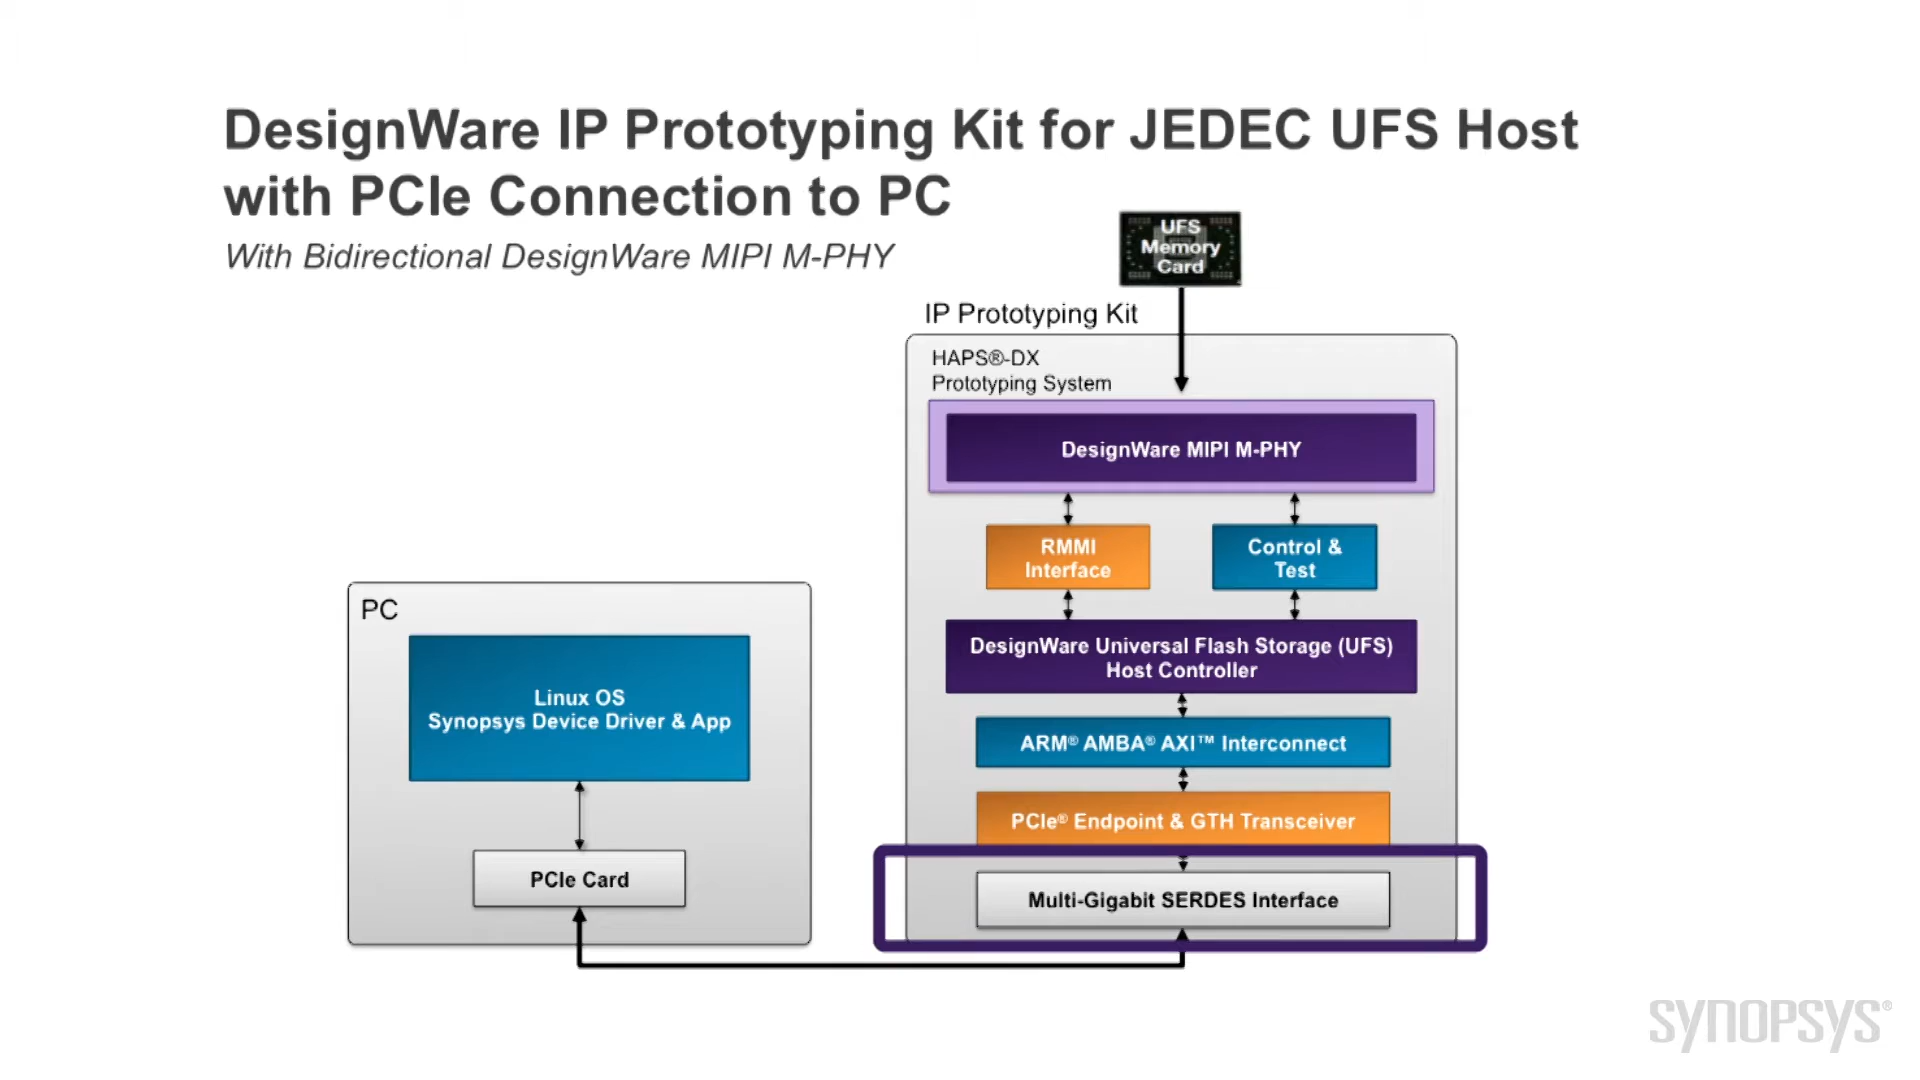 DesignWare IP Prototyping Kit for JEDEC UFS Host
with PCIe Connection to PC
With Bidirectional DesignWare MIPI M-PHY
UFS
Memory
Card
IP Prototyping Kit
HAPS®-DX
Prototyping System
DesignWare MIPI M-PHY
RMMI
Interface
Control &
Test
DesignWare Universal Flash Storage (UFS)
Host Controller
ARM® AMBA® AXI™ Interconnect
PCIe® Endpoint & GTH Transceiver
Multi-Gigabit SERDES Interface
PC
Linux OS
Synopsys Device Driver & App
PCIe Card
SYNOPSYS®